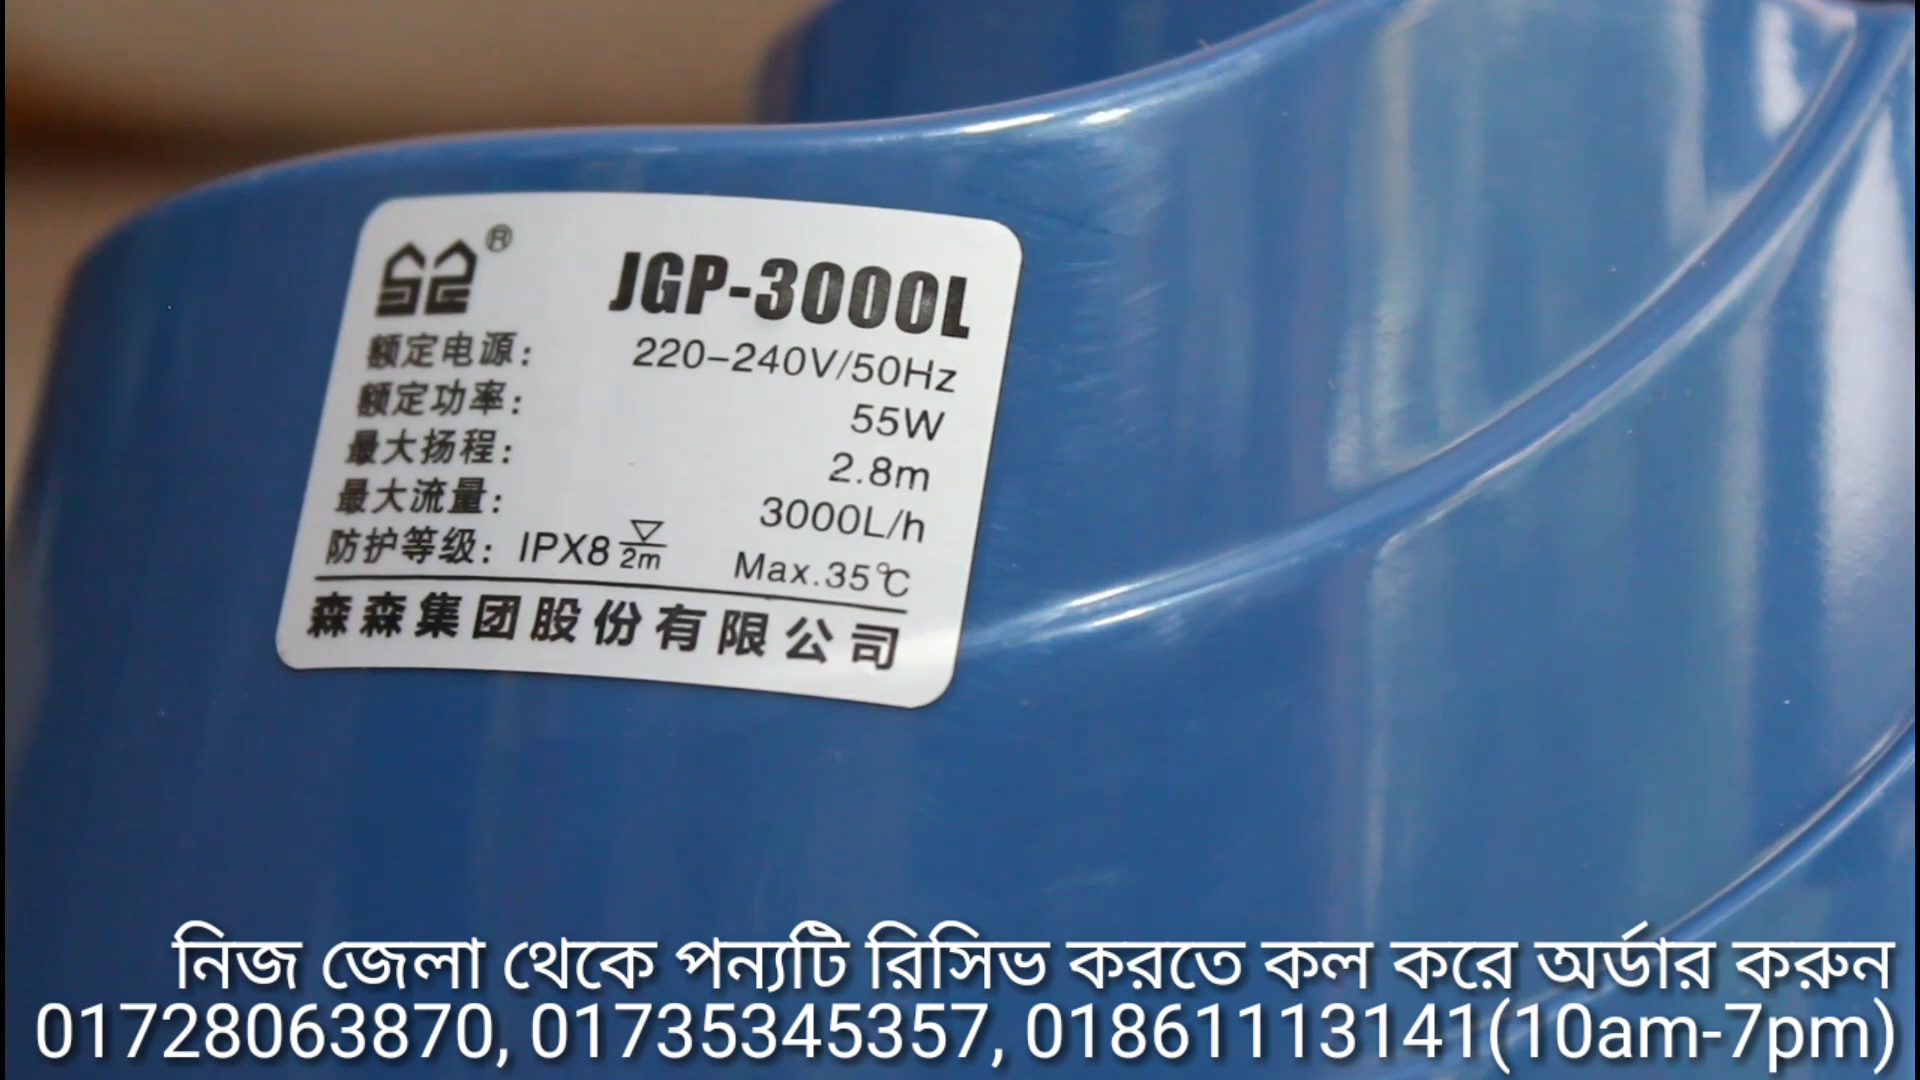 ®
JGP-3000L
额定电源: 220-240V/50Hz
额定功率: 55W
最大扬程: 2.8m
最大流量: 3000L/h
防护等级: IPX8 2m Max.35℃
森森集团股份有限公司
নিজ জেলা থেকে পন্যটি রিসিভ করতে কল করে অর্ডার করুন
01728063870, 01735345357, 01861113141(10am-7pm)